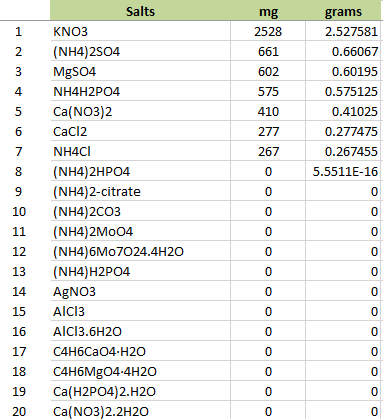 Salts mg grams
1 KNO3 2528 2.527581
2 (NH4)2SO4 661 0.66067
3 MgSO4 602 0.60195
4 NH4H2PO4 575 0.575125
5 Ca(NO3)2 410 0.41025
6 CaCl2 277 0.277475
7 NH4Cl 267 0.267455
8 (NH4)2HPO4 0 5.5511E-16
9 (NH4)2-citrate 0 0
10 (NH4)2CO3 0 0
11 (NH4)2MoO4 0 0
12 (NH4)6Mo7O24.4H2O 0 0
13 (NH4)H2PO4 0 0
14 AgNO3 0 0
15 AlCl3 0 0
16 AlCl3.6H2O 0 0
17 C4H6CaO4·H2O 0 0
18 C4H6MgO4·4H2O 0 0
19 Ca(H2PO4)2.H2O 0 0
20 Ca(NO3)2.2H2O 0 0